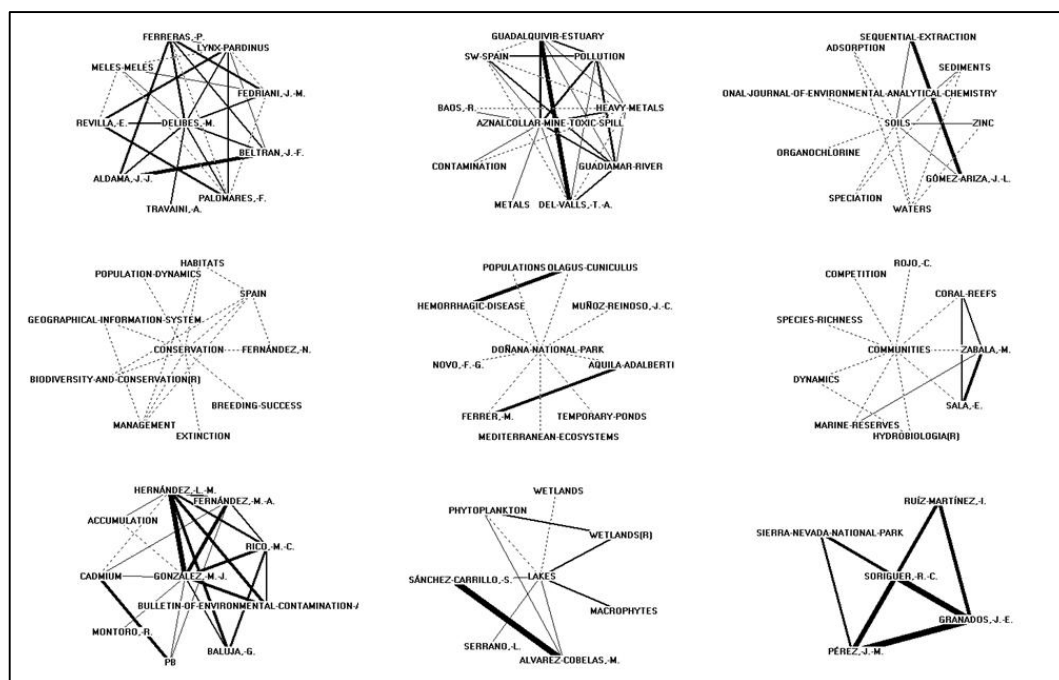 FERRERAS,-P.
LYNX-PARDINUS
MELES-MELES
FEDRIANI,-J.-M.
REVILLA,-E.
DELIBES,-M.
BELTRAN,-J.-F.
ALDAMA,-J.-J.
PALOMARES,-F.
TRAVAINI,-A.
GUADALQUIVIR-ESTUARY
SW-SPAIN
POLLUTION
BAOS,-R.
HEAVY-METALS
AZNALCOLLAR-MINE-TOXIC-SPILL
CONTAMINATION
GUADIAMAR-RIVER
METALS
DEL-VALLS,-T.-A.
SEQUENTIAL-EXTRACTION
ADSORPTION
SEDIMENTS
ONAL-JOURNAL-OF-ENVIRONMENTAL-ANALYTICAL-CHEMISTRY
SOILS
ZINC
ORGANOCHLORINE
GÓMEZ-ARIZA,-J.-L.
SPECIATION
WATERS
HABITATS
POPULATION-DYNAMICS
SPAIN
GEOGRAPHICAL-INFORMATION-SYSTEM
CONSERVATION
FERNÁNDEZ,-N.
BIODIVERSITY-AND-CONSERVATION(R)
BREEDING-SUCCESS
MANAGEMENT
EXTINCTION
POPULATIONS
OLAGUS-CUNICULUS
HEMORRHAGIC-DISEASE
MUÑOZ-REINOSO,-J.-C.
DOÑANA-NATIONAL-PARK
NOVO,-F.-G.
AQUILA-ADALBERTI
FERRER,-M.
TEMPORARY-PONDS
MEDITERRANEAN-ECOSYSTEMS
ROJO,-C.
COMPETITION
CORAL-REEFS
SPECIES-RICHNESS
COMMUNITIES
ZABALA,-M.
DYNAMICS
SALA,-E.
MARINE-RESERVES
HYDROBIOLOGIA(R)
HERNÁNDEZ,-L.-M.
FERNÁNDEZ,-M.-A.
ACCUMULATION
RICO,-M.-C.
CADMIUM
GONZÁLEZ,-M.-J.
BULLETIN-OF-ENVIRONMENTAL-CONTAMINATION-A
MONTORO,-R.
BALUJA,-G.
PB
WETLANDS
PHYTOPLANKTON
WETLANDS(R)
SÁNCHEZ-CARRILLO,-S.
LAKES
MACROPHYTES
SERRANO,-L.
ALVAREZ-COBELAS,-M.
RUÍZ-MARTÍNEZ,-I.
SIERRA-NEVADA-NATIONAL-PARK
SORIGUER,-R.-C.
GRANADOS,-J.-E.
PÉREZ,-J.-M.